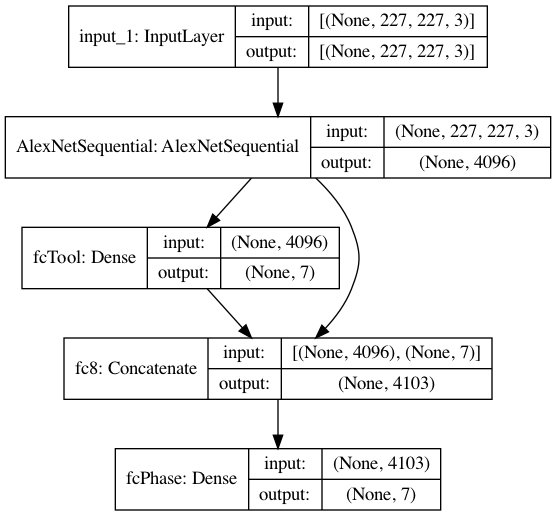 input_1: InputLayer
input: [(None, 227, 227, 3)]
output: [(None, 227, 227, 3)]
AlexNetSequential: AlexNetSequential
input: (None, 227, 227, 3)
output: (None, 4096)
fcTool: Dense
input: (None, 4096)
output: (None, 7)
fc8: Concatenate
input: [(None, 4096), (None, 7)]
output: (None, 4103)
fcPhase: Dense
input: (None, 4103)
output: (None, 7)